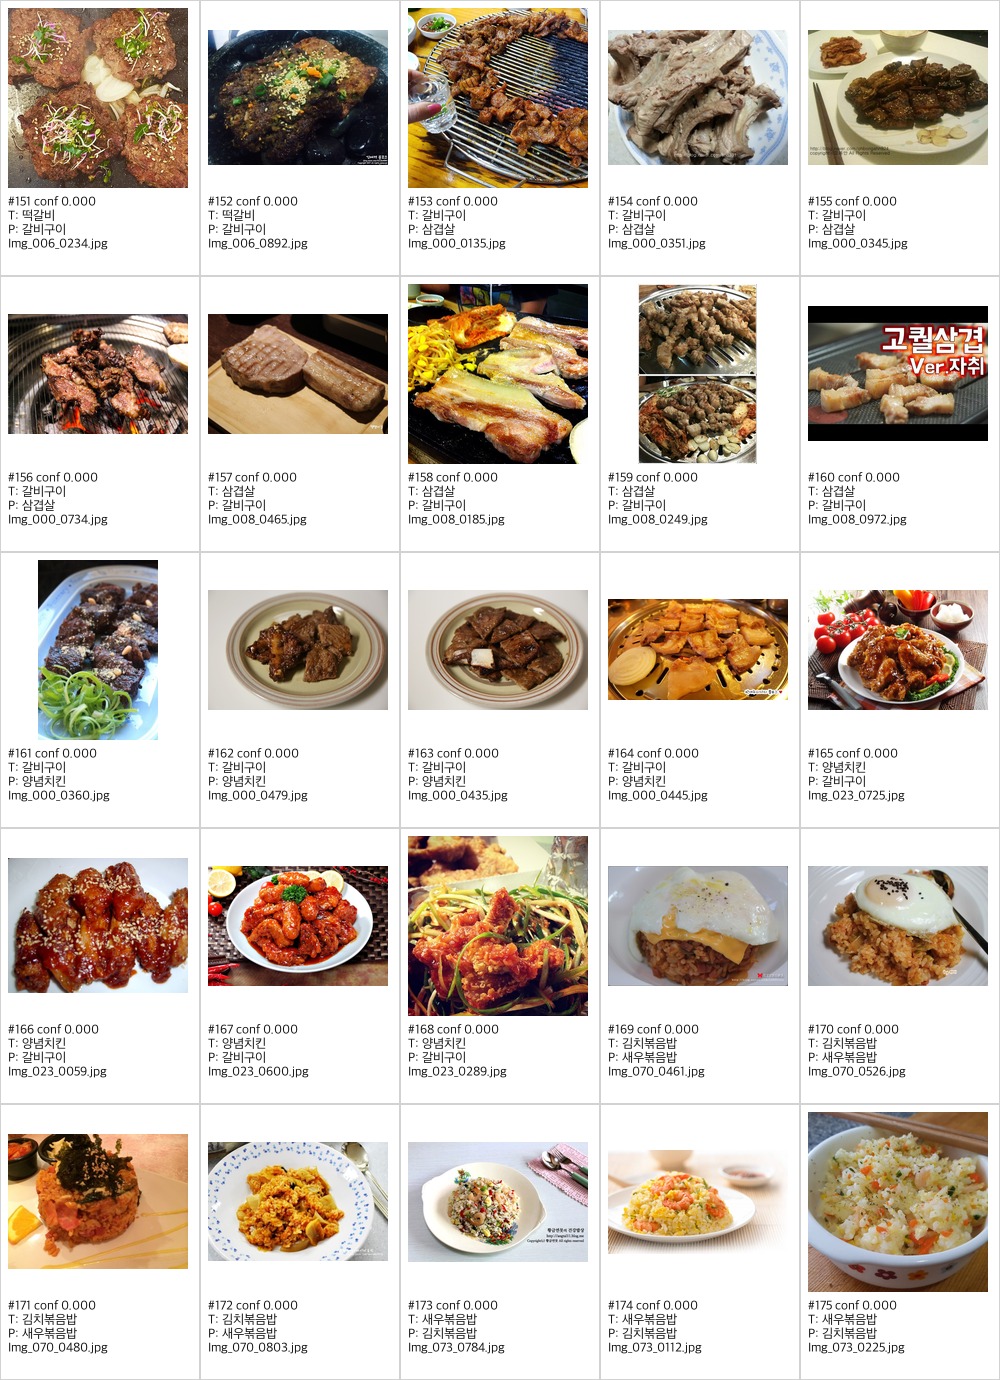 #151 conf 0.000
T: 떡갈비
P: 갈비구이
Img_006_0234.jpg
#152 conf 0.000
T: 떡갈비
P: 갈비구이
Img_006_0892.jpg
#153 conf 0.000
T: 갈비구이
P: 삼겹살
Img_000_0135.jpg
#154 conf 0.000
T: 갈비구이
P: 삼겹살
Img_000_0351.jpg
#155 conf 0.000
T: 갈비구이
P: 삼겹살
Img_000_0345.jpg
고퀄삼겹
Ver.자취
#156 conf 0.000
T: 갈비구이
P: 삼겹살
Img_000_0734.jpg
#157 conf 0.000
T: 삼겹살
P: 갈비구이
Img_008_0465.jpg
#158 conf 0.000
T: 삼겹살
P: 갈비구이
Img_008_0185.jpg
#159 conf 0.000
T: 삼겹살
P: 갈비구이
Img_008_0249.jpg
#160 conf 0.000
T: 삼겹살
P: 갈비구이
Img_008_0972.jpg
#161 conf 0.000
T: 갈비구이
P: 양념치킨
Img_000_0360.jpg
#162 conf 0.000
T: 갈비구이
P: 양념치킨
Img_000_0479.jpg
#163 conf 0.000
T: 갈비구이
P: 양념치킨
Img_000_0435.jpg
#164 conf 0.000
T: 갈비구이
P: 양념치킨
Img_000_0445.jpg
#165 conf 0.000
T: 양념치킨
P: 갈비구이
Img_023_0725.jpg
#166 conf 0.000
T: 양념치킨
P: 갈비구이
Img_023_0059.jpg
#167 conf 0.000
T: 양념치킨
P: 갈비구이
Img_023_0600.jpg
#168 conf 0.000
T: 양념치킨
P: 갈비구이
Img_023_0289.jpg
#169 conf 0.000
T: 김치볶음밥
P: 새우볶음밥
Img_070_0461.jpg
#170 conf 0.000
T: 김치볶음밥
P: 새우볶음밥
Img_070_0526.jpg
#171 conf 0.000
T: 김치볶음밥
P: 새우볶음밥
Img_070_0480.jpg
#172 conf 0.000
T: 김치볶음밥
P: 새우볶음밥
Img_070_0803.jpg
#173 conf 0.000
T: 새우볶음밥
P: 김치볶음밥
Img_073_0784.jpg
#174 conf 0.000
T: 새우볶음밥
P: 김치볶음밥
Img_073_0112.jpg
#175 conf 0.000
T: 새우볶음밥
P: 김치볶음밥
Img_073_0225.jpg